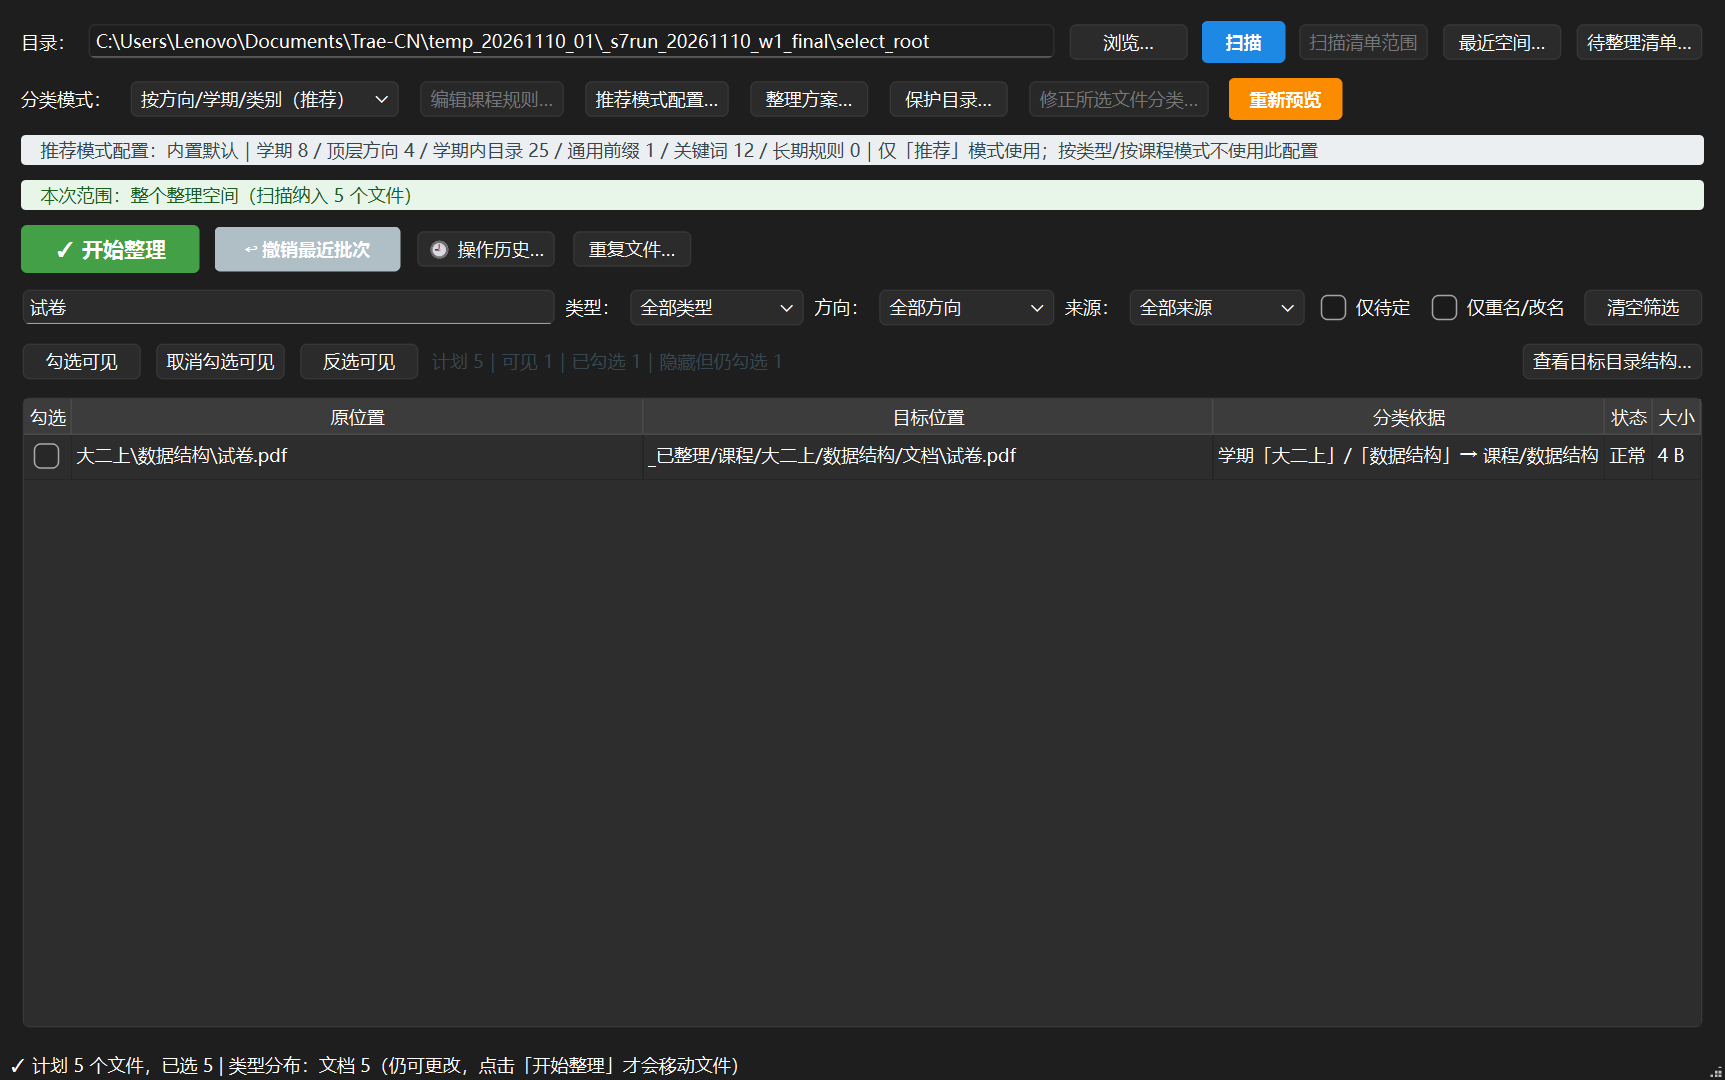 目录： C:\Users\Lenovo\Documents\Trae-CN\temp_20261110_01\_s7run_20261110_w1_final\select_root 浏览... 扫描 扫描清单范围 最近空间... 待整理清单...
分类模式： 按方向/学期/类别（推荐） 编辑课程规则... 推荐模式配置... 整理方案... 保护目录... 修正所选文件分类... 重新预览
推荐模式配置：内置默认 | 学期 8 / 顶层方向 4 / 学期内目录 25 / 通用前缀 1 / 关键词 12 / 长期规则 0 | 仅「推荐」模式使用；按类型/按课程模式不使用此配置
本次范围：整个整理空间（扫描纳入 5 个文件）
✓ 开始整理 ↩ 撤销最近批次 操作历史... 重复文件...
试卷 类型： 全部类型 方向： 全部方向 来源： 全部来源 仅待定 仅重名/改名 清空筛选
勾选可见 取消勾选可见 反选可见 计划 5 | 可见 1 | 已勾选 1 | 隐藏但仍勾选 1 查看目标目录结构...
勾选 原位置 目标位置 分类依据 状态 大小
大二上\数据结构\试卷.pdf _已整理/课程/大二上/数据结构/文档\试卷.pdf 学期「大二上」/「数据结构」→ 课程/数据结构 正常 4 B
✓ 计划 5 个文件，已选 5 | 类型分布：文档 5（仍可更改，点击「开始整理」才会移动文件）